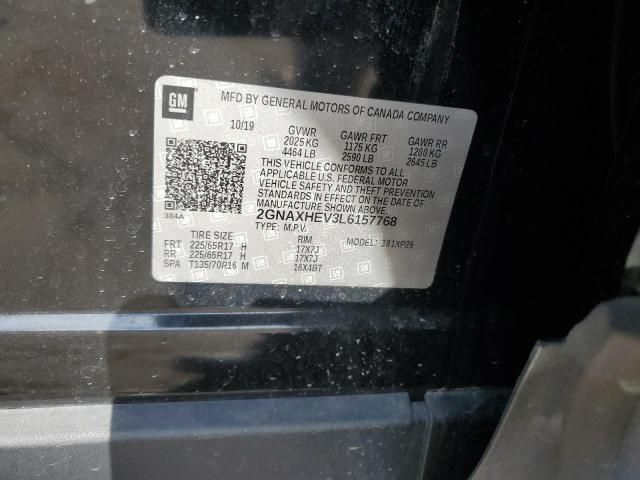 GM
MFD BY GENERAL MOTORS OF CANADA COMPANY
10/19 GVWR GAWR FRT GAWR RR
2025 KG 1175 KG 1200 KG
4464 LB 2590 LB 2645 LB
THIS VEHICLE CONFORMS TO ALL
APPLICABLE U.S. FEDERAL MOTOR
VEHICLE SAFETY AND THEFT
PREVENTION STANDARDS IN EFFECT
ON THE DATE OF MANUFACTURE
SHOWN ABOVE.
384A 2GNAXHEV3L6157768
TYPE: M.P.V.
TIRE SIZE RIM MODEL: 381XP26
FRT 225/65R17 H 17X7J
RR 225/65R17 H 17X7J
SPA T135/70R16 M 16X4BT